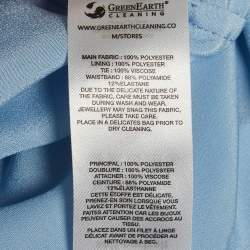 GREENEARTH
CLEANING
WWW.GREENEARTHCLEANING.CO
M/STORES
MAIN FABRIC : 100% POLYESTER
LINING : 100% POLYESTER
TIE : 100% VISCOSE
WAISTBAND : 88% POLYAMIDE
12%ELASTANE
DUE TO THE DELICATE NATURE
OF THE FABRIC, CARE MUST BE TAKEN
DURING WASH AND WEAR.
JEWELLERY MAY SNAG THIS FABRIC,
PLEASE TAKE CARE
PLACE IN A DELICATES BAG PRIOR TO
DRY CLEANING.
PRINCIPAL : 100% POLYESTER
DOUBLURE : 100% POLYESTER
ATTACHER : 100% VISCOSE
CEINTURE : 88% POLYAMIDE
12%ELASTHANNE
CETTE ÉTOFFE EST DÉLICATE.
PRENEZ-EN SOIN LORSQUE VOUS
LAVEZ ET PORTEZ LE VÊTEMENT.
ATTENTION CAR LES BIJOUX
PEUVENT CAUSER DES ACCROS AU
TISSU.
PLACEZ DANS UN FILET À LINGE
DÉLICAT AVANT DE PROCÉDER AU
NETTOYAGE À SEC.